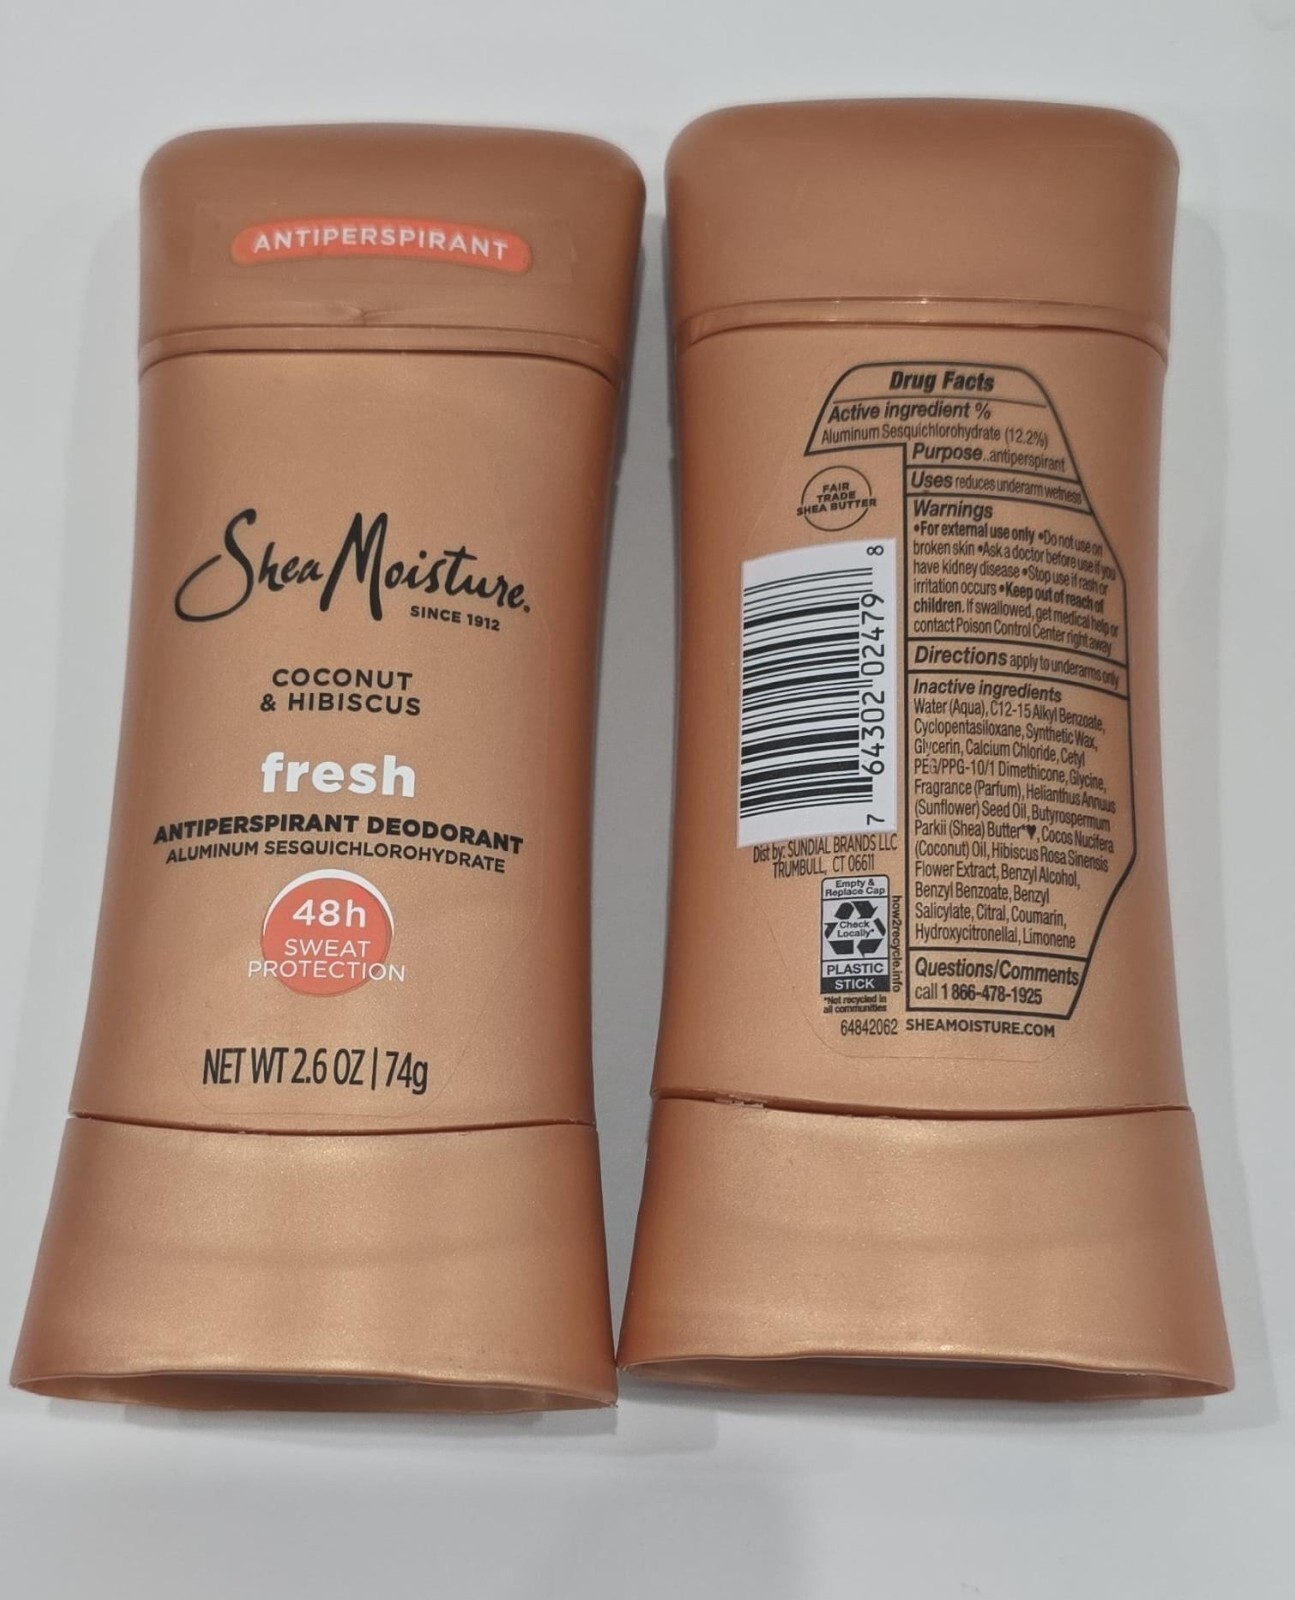 ANTIPERSPIRANT
Shea Moisture
SINCE 1912
COCONUT
& HIBISCUS
fresh
ANTIPERSPIRANT DEODORANT
ALUMINUM SESQUICHLOROHYDRATE
48h
SWEAT
PROTECTION
NET WT 2.6 OZ | 74g
Drug Facts
Active ingredient %
Aluminum Sesquichlorohydrate (12.2%)
Purpose..antiperspirant
Uses reduces underarm wetness
Warnings
•For external use only •Do not use on
broken skin •Ask a doctor before use if you
have kidney disease •Stop use if rash or
irritation occurs •Keep out of reach of
children. If swallowed, get medical help or
contact Poison Control Center right away
Directions apply to underarms only
Inactive ingredients
Water (Aqua), C12-15 Alkyl Benzoate,
Cyclopentasiloxane, Synthetic Wax,
Glycerin, Calcium Chloride, Cetyl
PEG/PPG-10/1 Dimethicone, Glycine,
Fragrance (Parfum), Helianthus Annuus
(Sunflower) Seed Oil, Butyrospermum
Parkii (Shea) Butter*♥, Cocos Nucifera
(Coconut) Oil, Hibiscus Rosa Sinensis
Flower Extract, Benzyl Alcohol,
Benzyl Benzoate, Benzyl
Salicylate, Citral, Coumarin,
Hydroxycitronellal, Limonene
Questions/Comments
call 1 866-478-1925
FAIR
TRADE
SHEA BUTTER
7 64302 02479 8
Dist by: SUNDIAL BRANDS LLC
TRUMBULL, CT 06611
Empty &
Replace Cap
Check
Locally*
PLASTIC
STICK
*Not recycled in
all communities
how2recycle.info
64842062
SHEAMOISTURE.COM